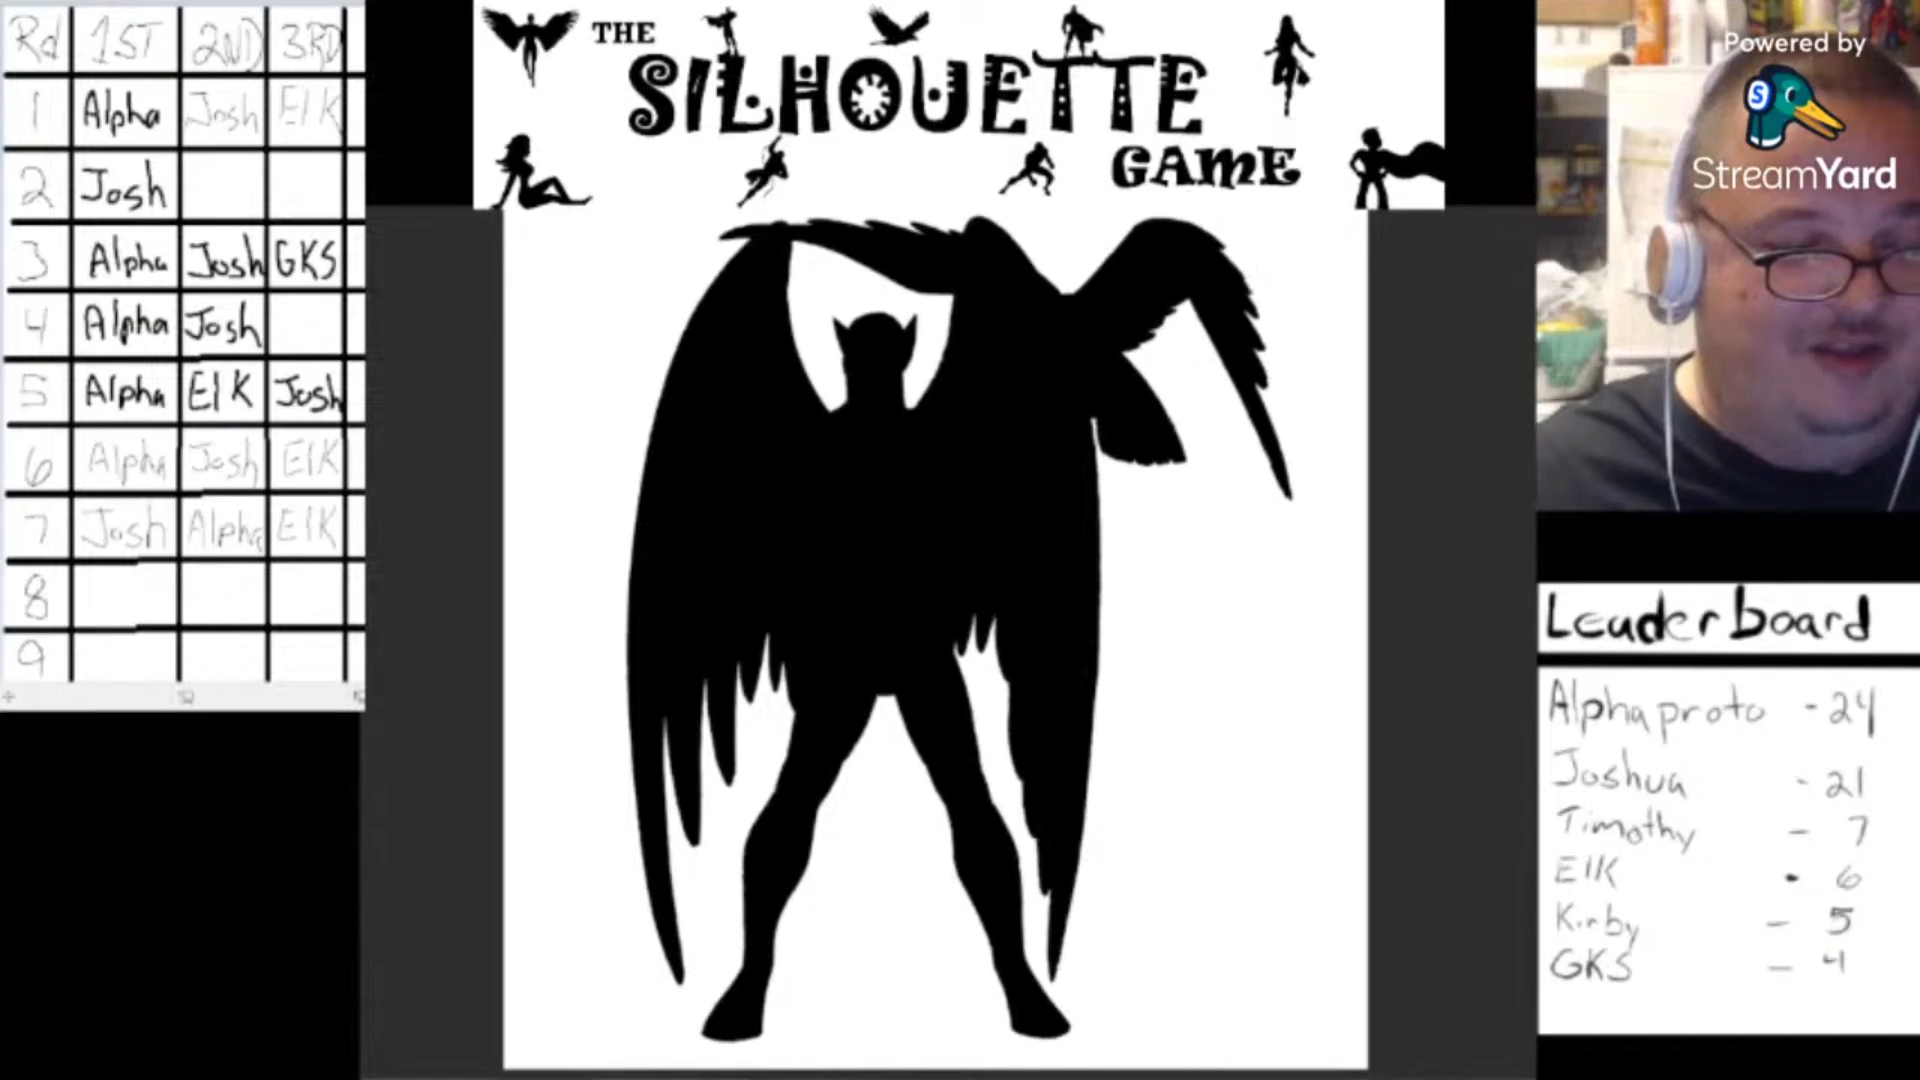 Rd 1ST 2ND 3RD
1 Alpha Josh Elk
2 Josh
3 Alpha Josh GKS
4 Alpha Josh
5 Alpha Elk Josh
6 Alpha Josh Elk
7 Josh Alpha Elk
8
9
THE
SILHOUETTE
GAME
Powered by
S
StreamYard
Leaderboard
Alphaproto - 24
Joshua - 21
Timothy - 7
Elk - 6
Kirby - 5
GKS - 4